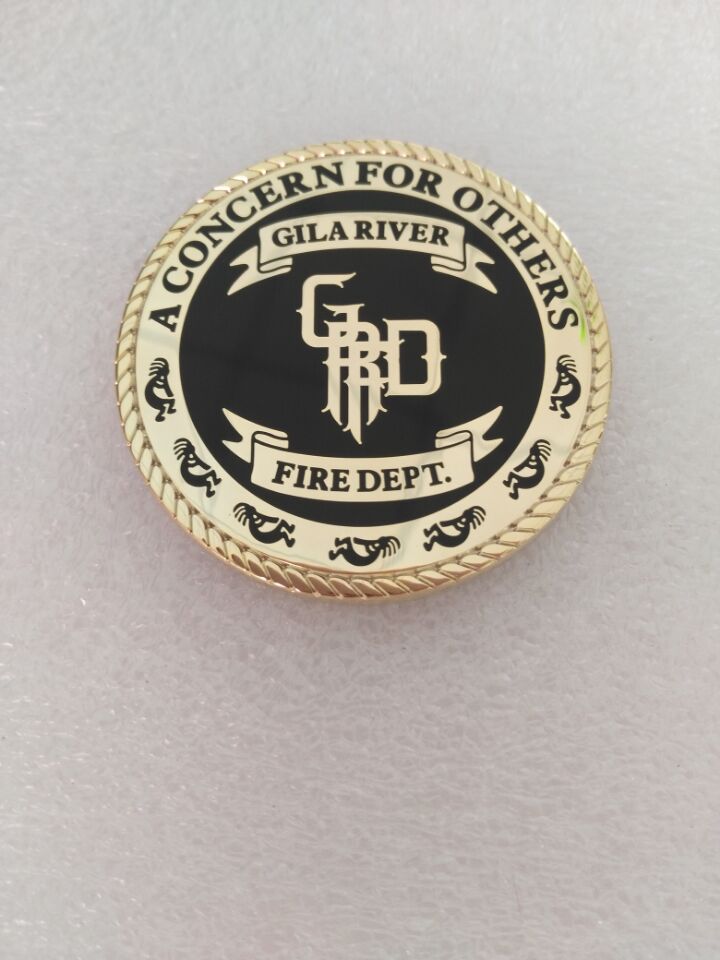 A CONCERN FOR OTHERS
GILA RIVER
GRFD
FIRE DEPT.